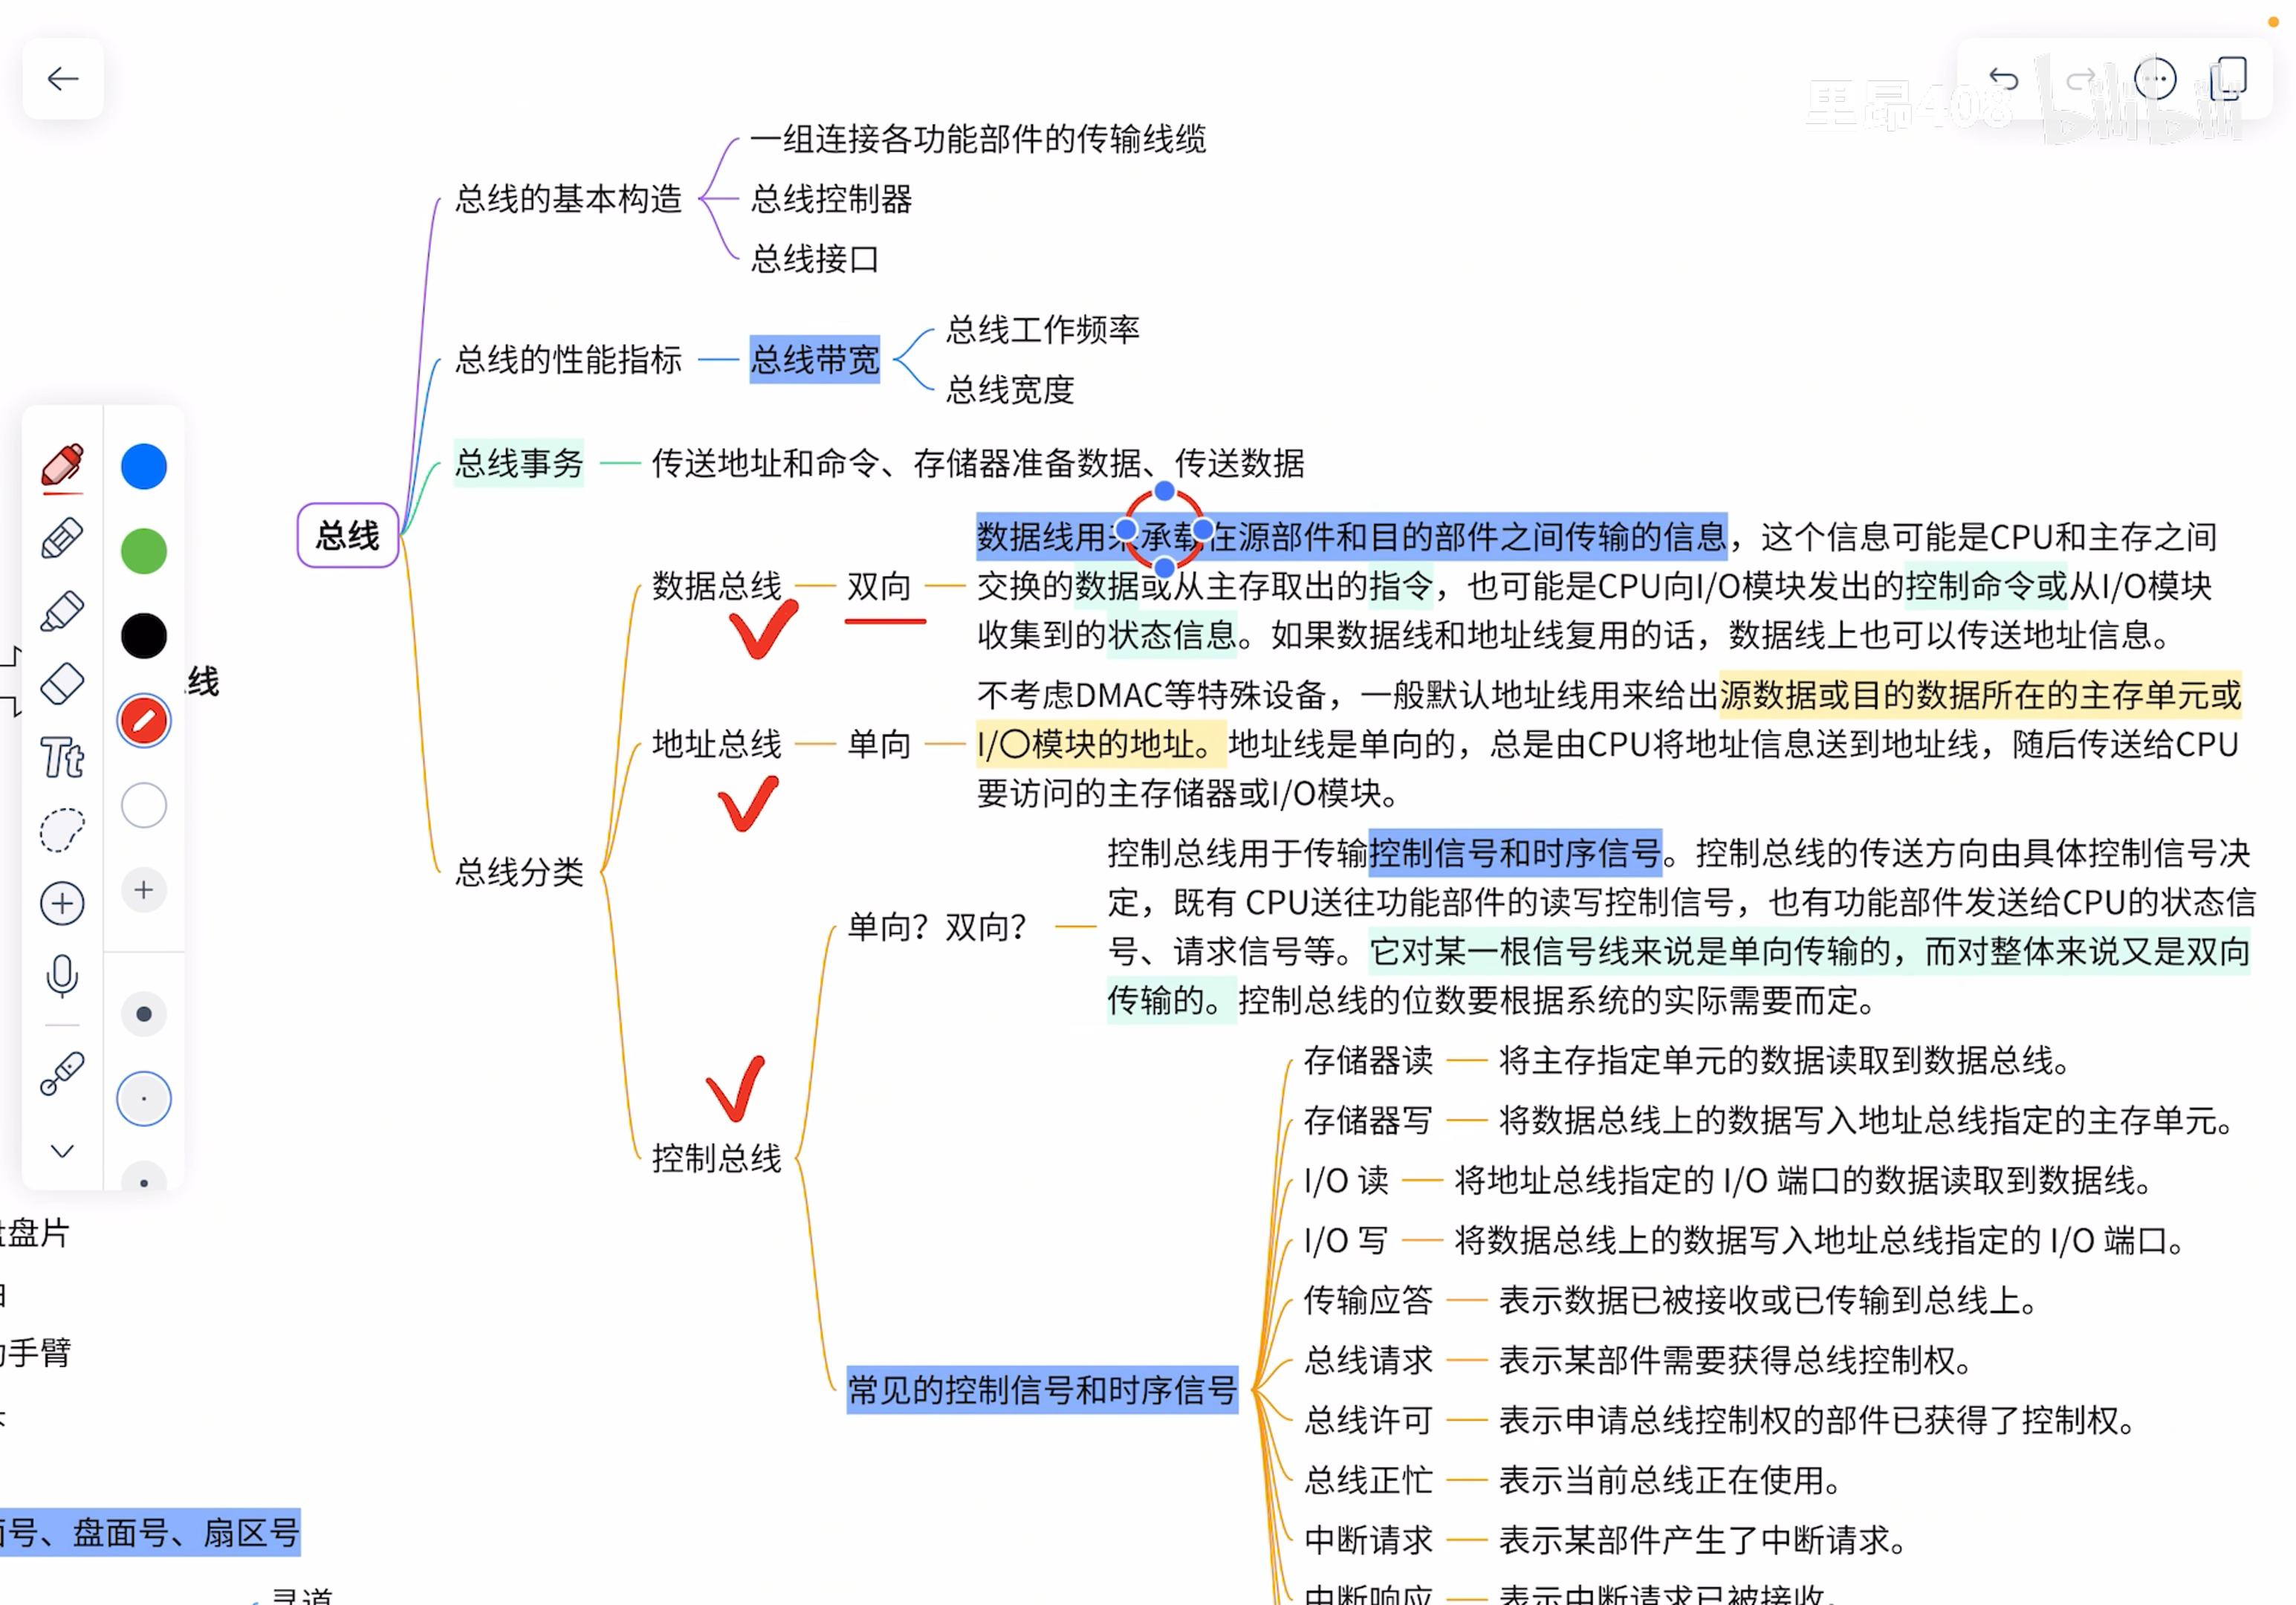 里昂408 bilibili
一组连接各功能部件的传输线缆
总线的基本构造
总线控制器
总线接口
总线的性能指标
总线带宽
总线工作频率
总线宽度
总线事务
传送地址和命令、存储器准备数据、传送数据
总线
总线分类
数据总线
双向
数据线用来承载在源部件和目的部件之间传输的信息，这个信息可能是CPU和主存之间
交换的数据或从主存取出的指令，也可能是CPU向I/O模块发出的控制命令或从I/O模块
收集到的状态信息。如果数据线和地址线复用的话，数据线上也可以传送地址信息。
地址总线
单向
不考虑DMAC等特殊设备，一般默认地址线用来给出源数据或目的数据所在的主存单元或
I/〇模块的地址。地址线是单向的，总是由CPU将地址信息送到地址线，随后传送给CPU
要访问的主存储器或I/O模块。
控制总线
单向？双向？
控制总线用于传输控制信号和时序信号。控制总线的传送方向由具体控制信号决
定，既有 CPU送往功能部件的读写控制信号，也有功能部件发送给CPU的状态信
号、请求信号等。它对某一根信号线来说是单向传输的，而对整体来说又是双向
传输的。控制总线的位数要根据系统的实际需要而定。
常见的控制信号和时序信号
存储器读 将主存指定单元的数据读取到数据总线。
存储器写 将数据总线上的数据写入地址总线指定的主存单元。
I/O 读 将地址总线指定的 I/O 端口的数据读取到数据线。
I/O 写 将数据总线上的数据写入地址总线指定的 I/O 端口。
传输应答 表示数据已被接收或已传输到总线上。
总线请求 表示某部件需要获得总线控制权。
总线许可 表示申请总线控制权的部件已获得了控制权。
总线正忙 表示当前总线正在使用。
中断请求 表示某部件产生了中断请求。
中断响应 表示中断请求已被接收。
Tt
线
盘片
手臂
号、盘面号、扇区号
寻道